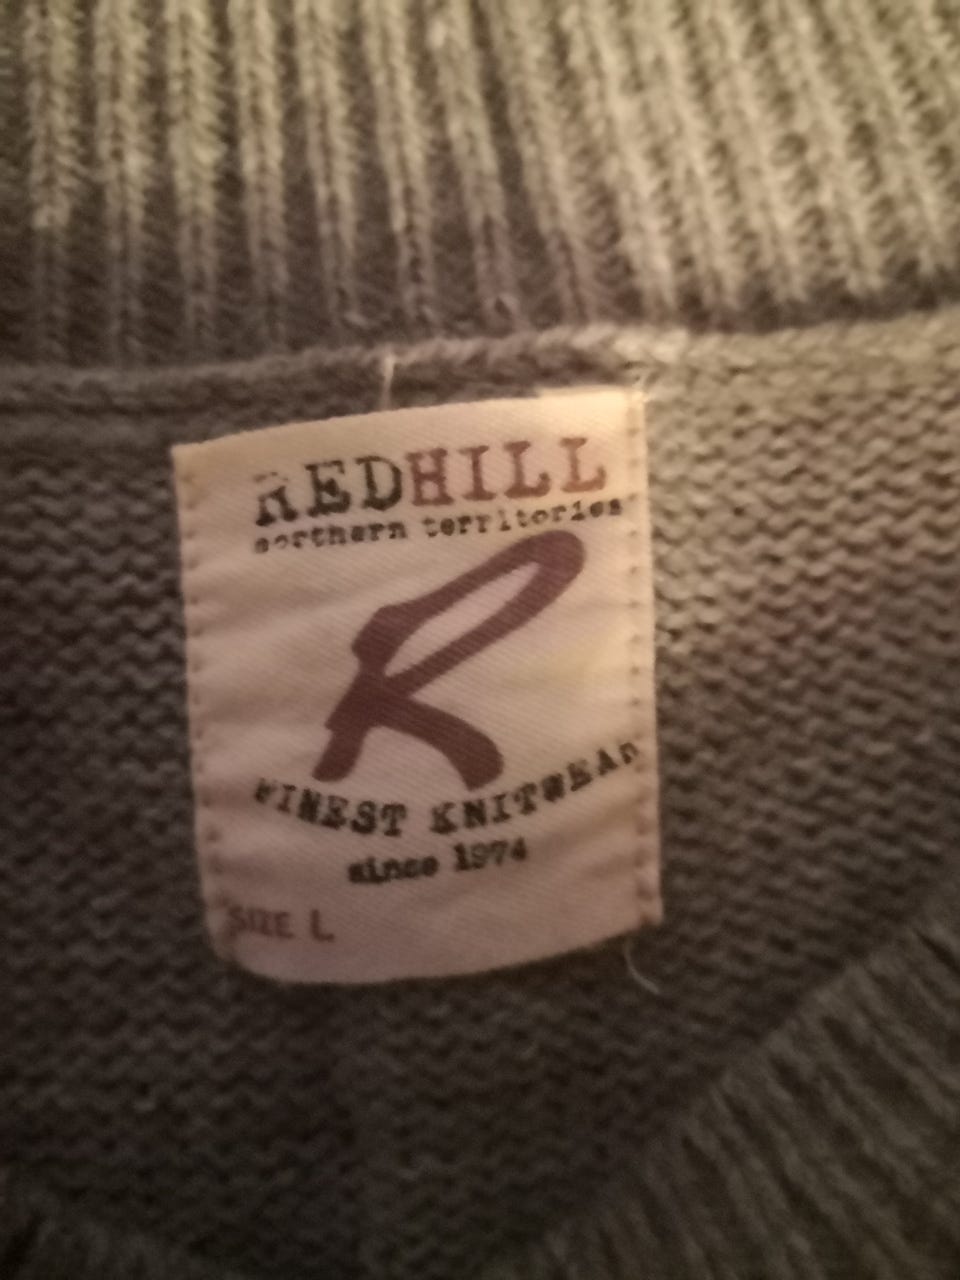 REDHILL
northern territories
R
FINEST KNITWEAR
since 1974
SIZE L